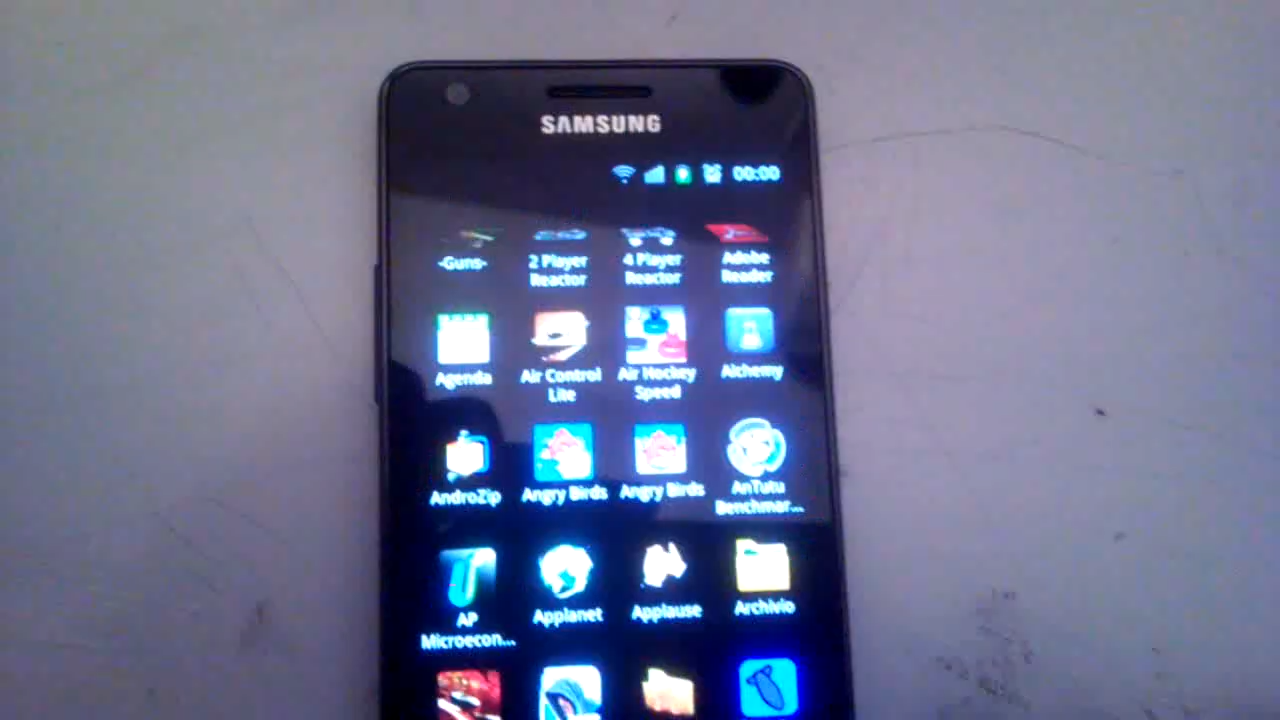 SAMSUNG
00:00
-Guns-
2 Player
Reactor
4 Player
Reactor
Adobe
Reader
Agenda
Air Control
Lite
Air Hockey
Speed
Alchemy
AndroZip
Angry Birds
Angry Birds
AnTuTu
Benchmar...
AP
Microecon...
Applanet
Applause
Archivio